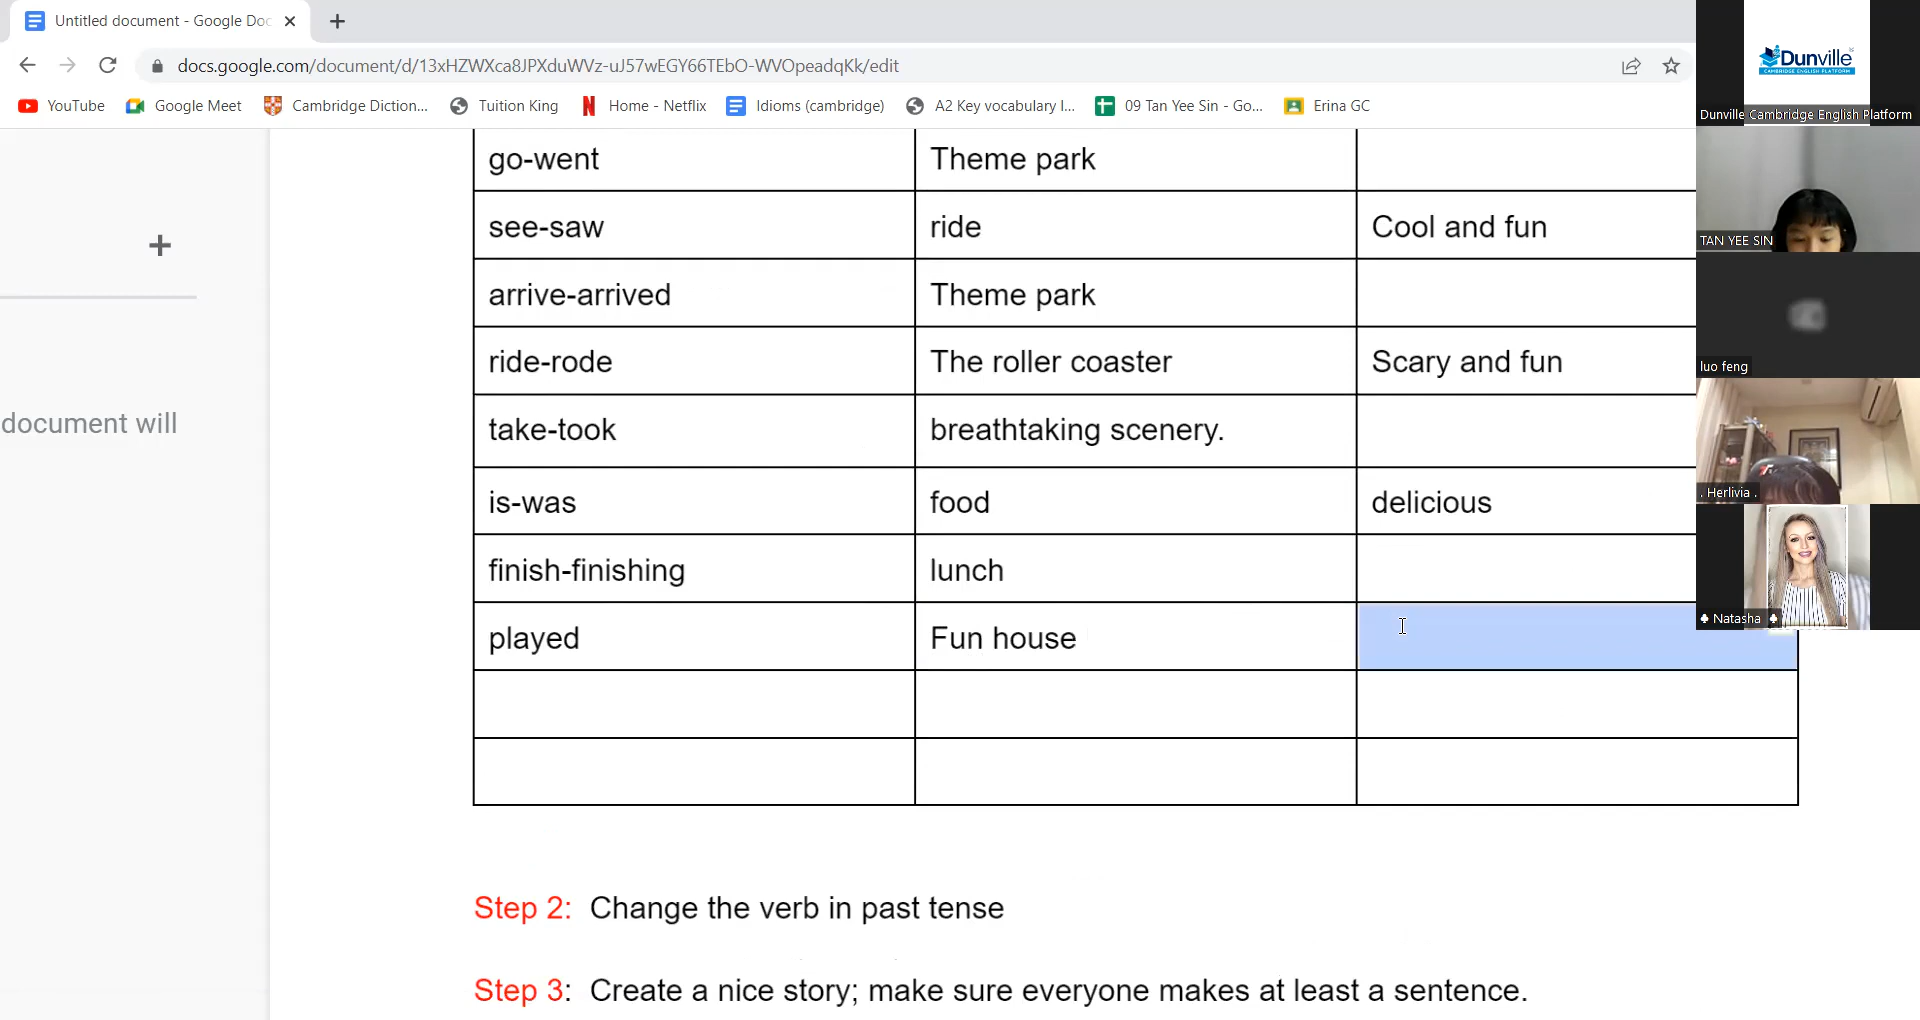 Untitled document - Google Doc
docs.google.com/document/d/13xHZWXca8JPXduWVz-uJ57wEGY66TEbO-WVOpeadqKk/edit
YouTube Google Meet Cambridge Diction... Tuition King Home - Netflix Idioms (cambridge) A2 Key vocabulary l... 09 Tan Yee Sin - Go... Erina GC
Dunville
CAMBRIDGE ENGLISH PLATFORM
Dunville Cambridge English Platform
go-went Theme park
see-saw ride Cool and fun
TAN YEE SIN
arrive-arrived Theme park
ride-rode The roller coaster Scary and fun
luo feng
document will
take-took breathtaking scenery.
is-was food delicious
. Herlivia .
finish-finishing lunch
played Fun house
♠ Natasha ♠
Step 2: Change the verb in past tense
Step 3: Create a nice story; make sure everyone makes at least a sentence.